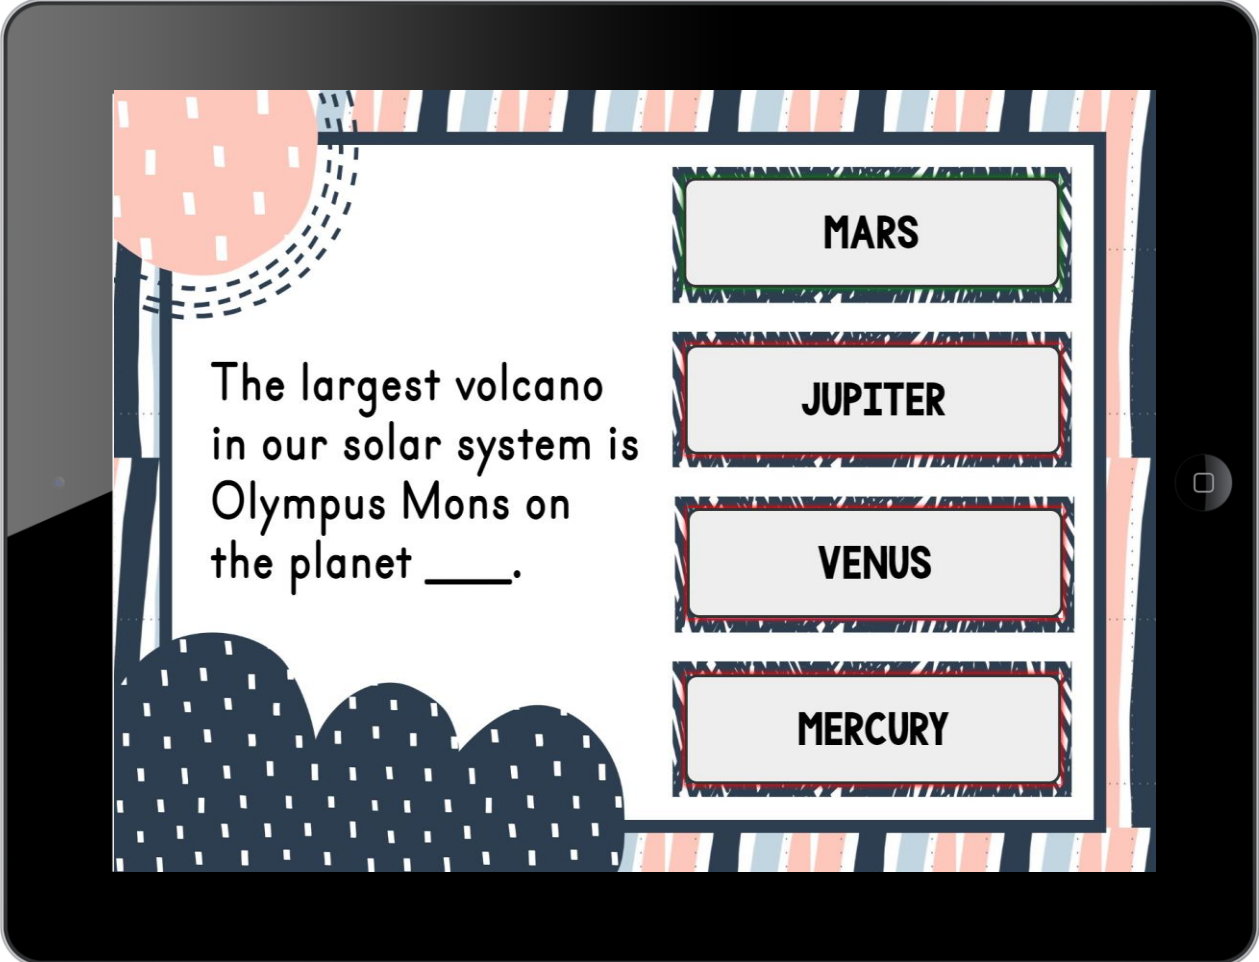 The largest volcano
in our solar system is
Olympus Mons on
the planet ____.
MARS
JUPITER
VENUS
MERCURY